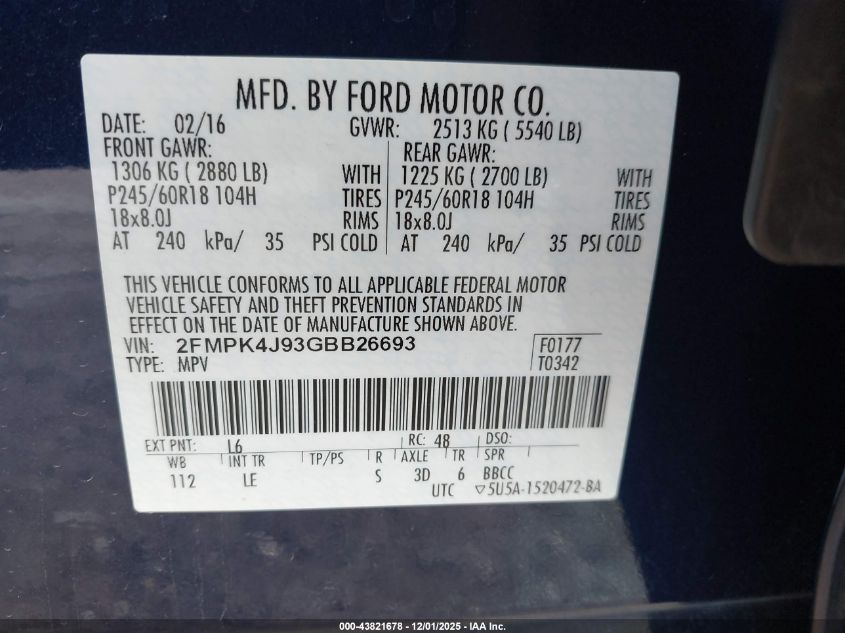 MFD. BY FORD MOTOR CO.
DATE: 02/16 GVWR: 2513 KG ( 5540 LB)
FRONT GAWR: REAR GAWR:
1306 KG ( 2880 LB) WITH 1225 KG ( 2700 LB) WITH
P245/60R18 104H TIRES P245/60R18 104H TIRES
18x8.0J RIMS 18x8.0J RIMS
AT 240 kPa/ 35 PSI COLD AT 240 kPa/ 35 PSI COLD
THIS VEHICLE CONFORMS TO ALL APPLICABLE FEDERAL MOTOR
VEHICLE SAFETY AND THEFT PREVENTION STANDARDS IN
EFFECT ON THE DATE OF MANUFACTURE SHOWN ABOVE.
VIN: 2FMPK4J93GBB26693 F0177
TYPE: MPV T0342
EXT PNT: L6 RC: 48 DSO:
WB INT TR TP/PS R AXLE TR SPR
112 LE S 3D 6 BBCC
UTC ▽5U5A-1520472-BA
000-43821678 - 12/01/2025 - IAA Inc.